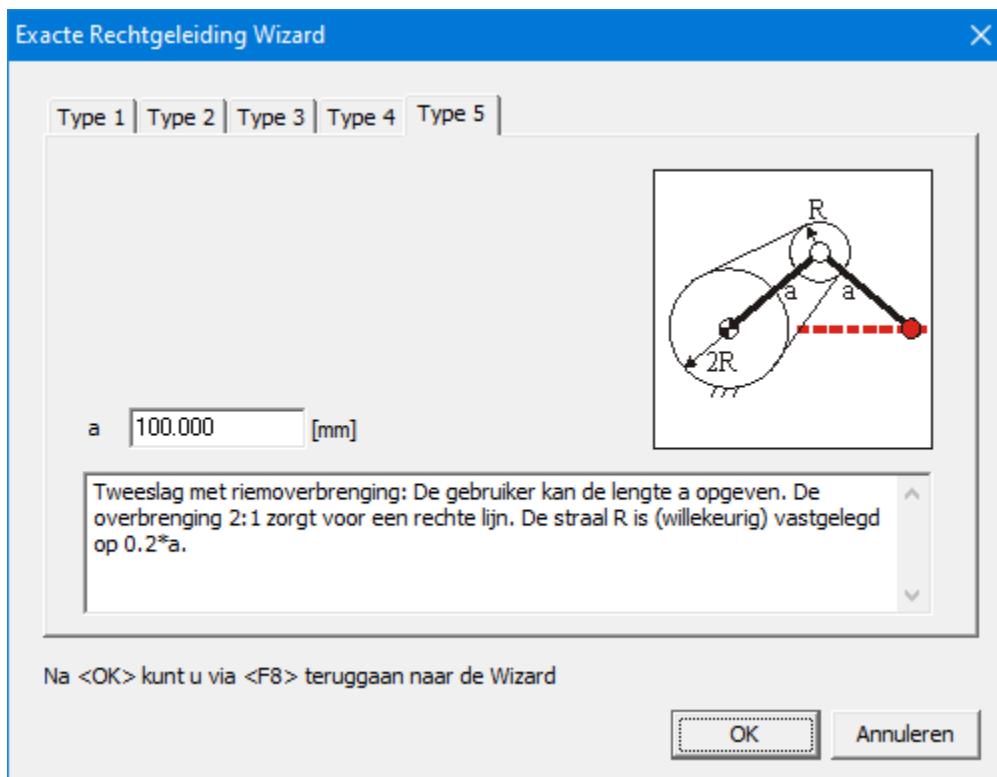 Exacte Rechtgeleiding Wizard
Type 1 Type 2 Type 3 Type 4 Type 5
R
a a
2R
a 100.000 [mm]
Tweeslag met riemoverbrenging: De gebruiker kan de lengte a opgeven. De
overbrenging 2:1 zorgt voor een rechte lijn. De straal R is (willekeurig) vastgelegd
op 0.2*a.
Na <OK> kunt u via <F8> teruggaan naar de Wizard
OK Annuleren